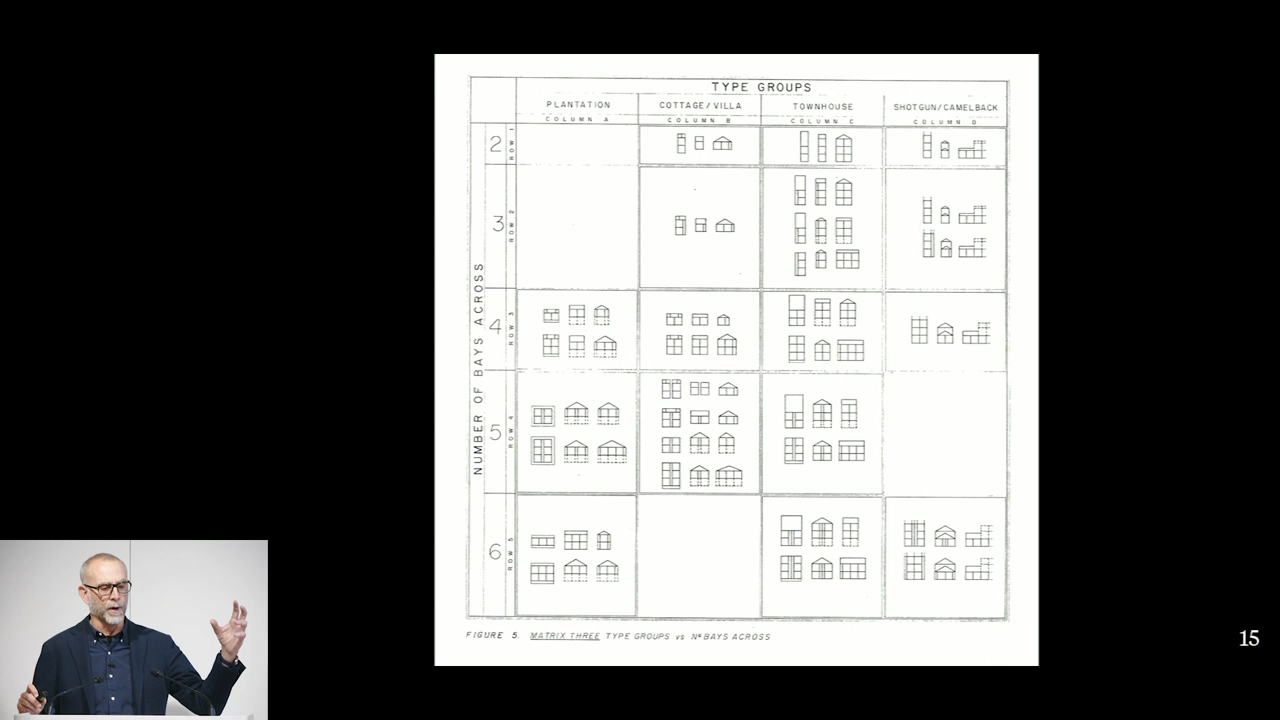 TYPE GROUPS
PLANTATION COTTAGE/VILLA TOWNHOUSE SHOTGUN/CAMELBACK
COLUMN A COLUMN B COLUMN C COLUMN D
NUMBER OF BAYS ACROSS
2 ROW 1
3 ROW 2
4 ROW 3
5 ROW 4
6 ROW 5
FIGURE 5. MATRIX THREE TYPE GROUPS vs Nº BAYS ACROSS
15